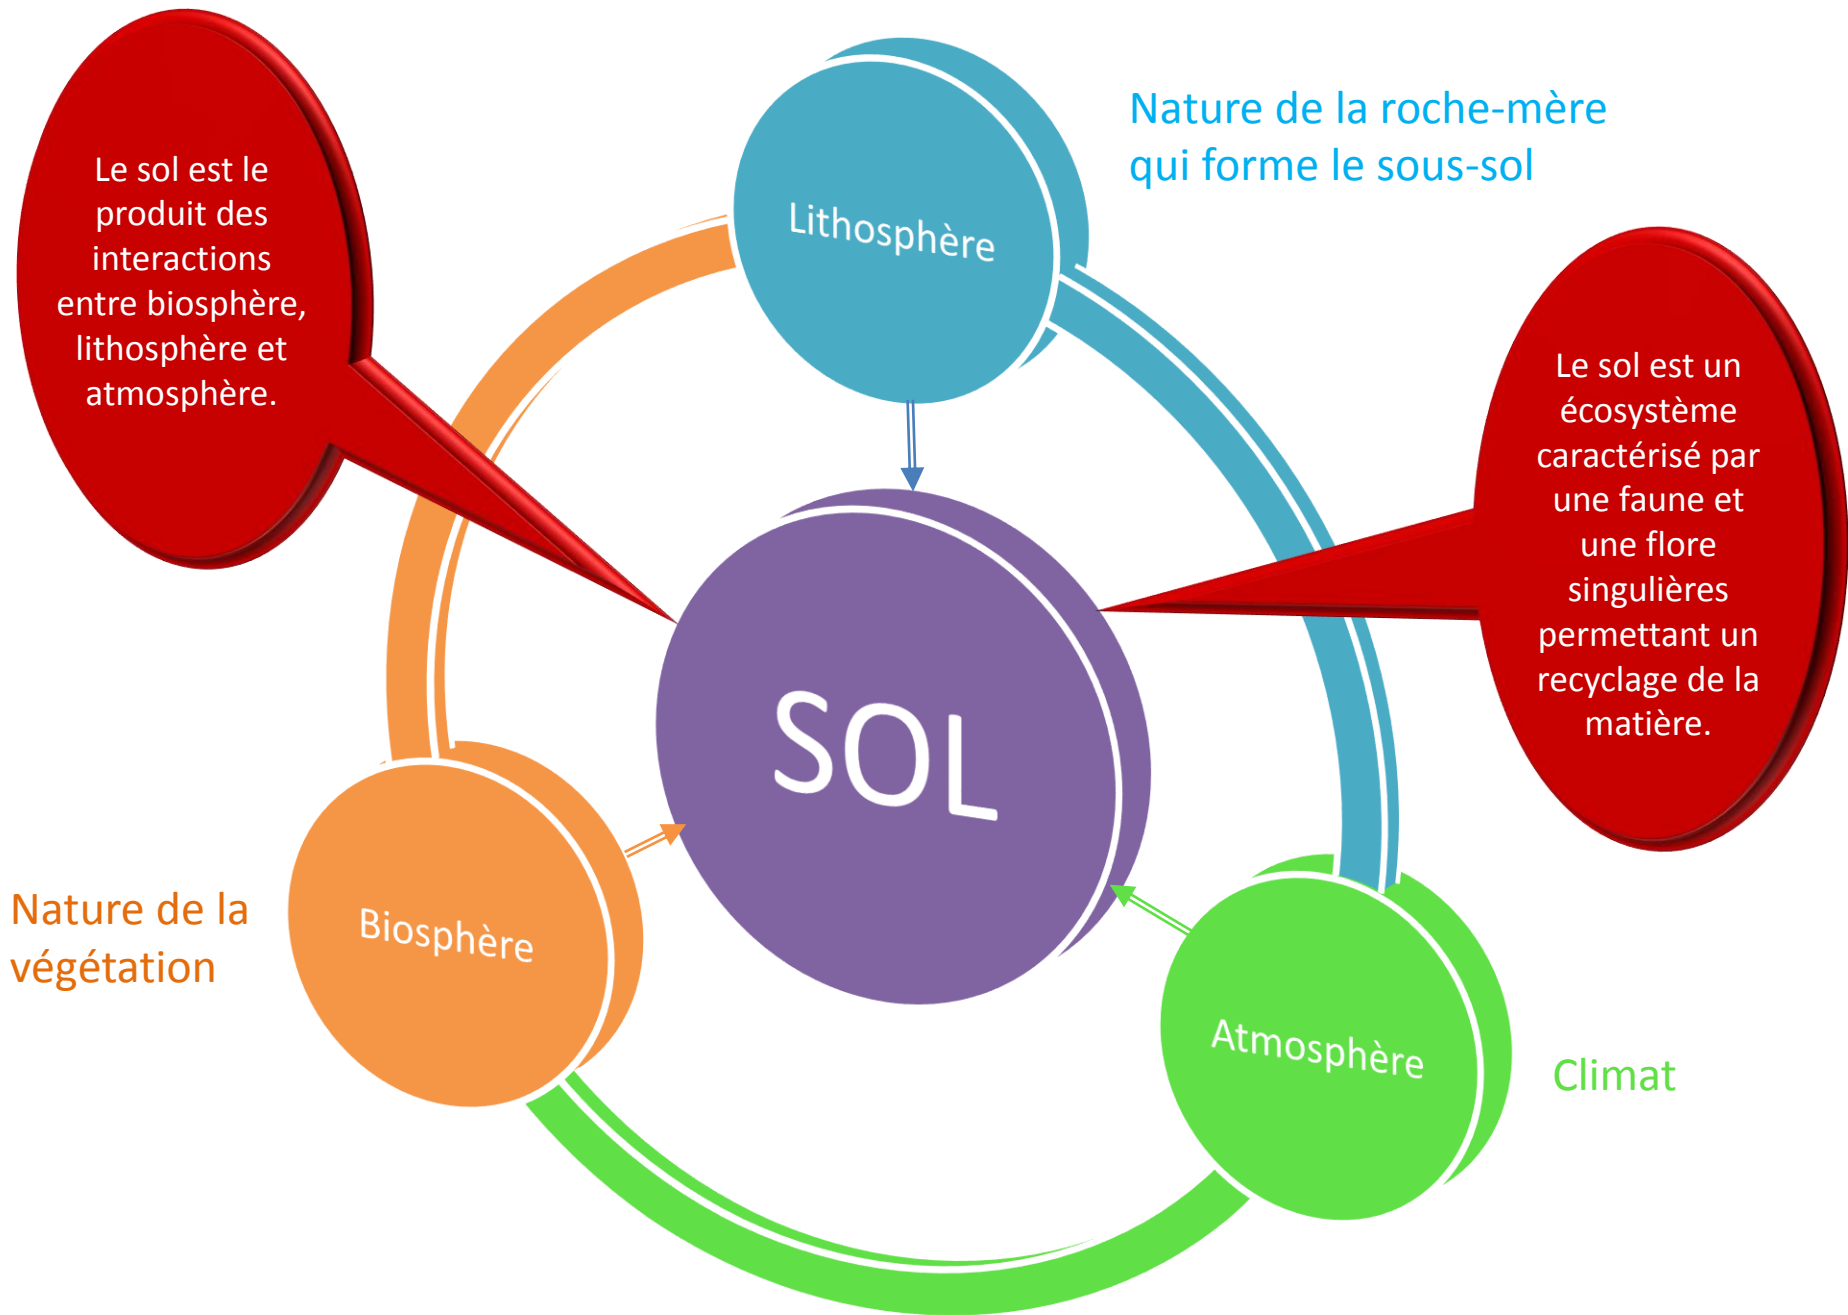 Le sol est le
produit des
interactions
entre biosphère,
lithosphère et
atmosphère.
Lithosphère
Nature de la roche-mère
qui forme le sous-sol
Le sol est un
écosystème
caractérisé par
une faune et
une flore
singulières
permettant un
recyclage de la
matière.
SOL
Nature de la
végétation
Biosphère
Atmosphère
Climat